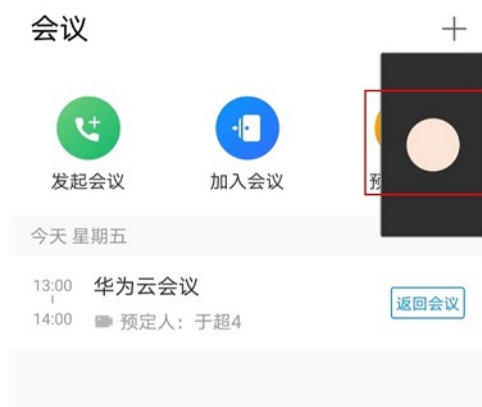 会议
发起会议 加入会议 预
今天 星期五
13:00 华为云会议
14:00 预定人：于超4
返回会议